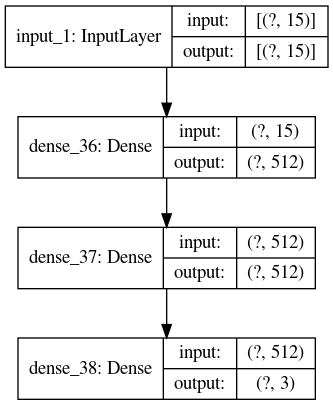 input_1: InputLayer
input: [(?, 15)]
output: [(?, 15)]
dense_36: Dense
input: (?, 15)
output: (?, 512)
dense_37: Dense
input: (?, 512)
output: (?, 512)
dense_38: Dense
input: (?, 512)
output: (?, 3)